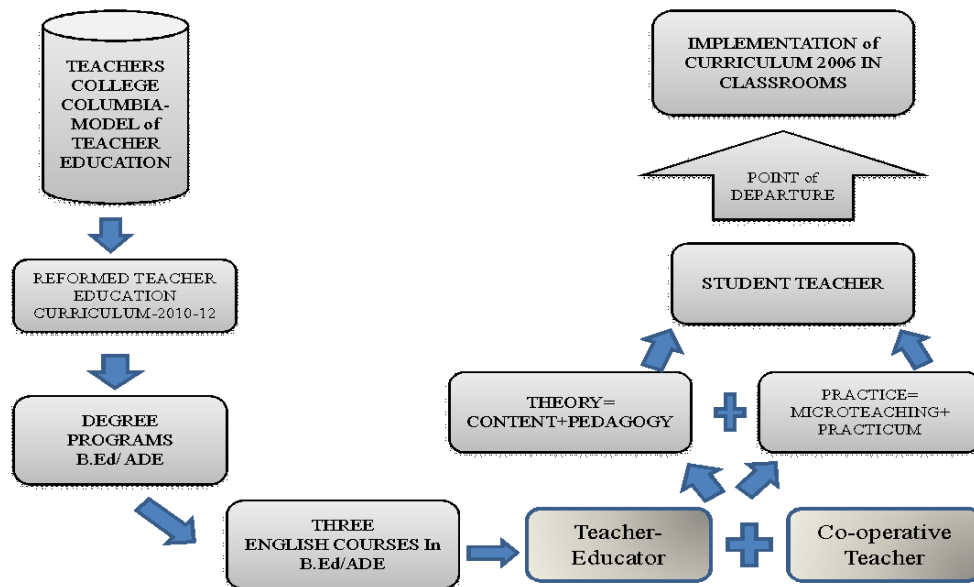 TEACHERS
COLLEGE
COLUMBIA-
MODEL of
TEACHER
EDUCATION
REFORMED TEACHER
EDUCATION
CURRICULUM-2010-12
DEGREE
PROGRAMS
B.Ed/ ADE
THREE
ENGLISH COURSES In
B.Ed/ADE
Teacher-
Educator
Co-operative
Teacher
THEORY=
CONTENT+PEDAGOGY
PRACTICE=
MICROTEACHING+
PRACTICUM
STUDENT TEACHER
POINT of
DEPARTURE
IMPLEMENTATION of
CURRICULUM 2006 IN
CLASSROOMS